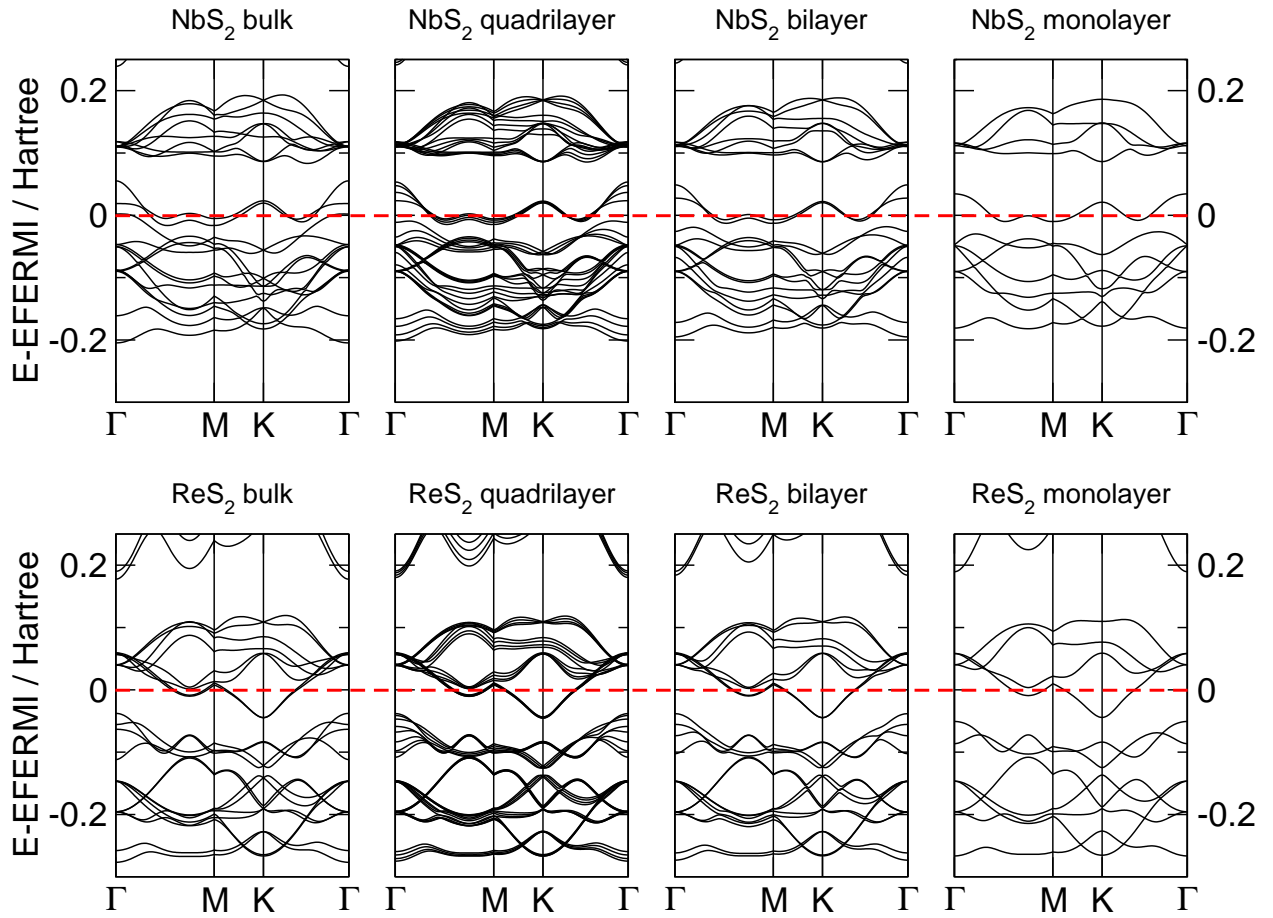 NbS₂ bulk
NbS₂ quadrilayer
NbS₂ bilayer
NbS₂ monolayer
E-EFERMI / Hartree
0.2
0
-0.2
0.2
0
-0.2
Γ M K Γ
Γ M K Γ
Γ M K Γ
Γ M K Γ
ReS₂ bulk
ReS₂ quadrilayer
ReS₂ bilayer
ReS₂ monolayer
E-EFERMI / Hartree
0.2
0
-0.2
0.2
0
-0.2
Γ M K Γ
Γ M K Γ
Γ M K Γ
Γ M K Γ